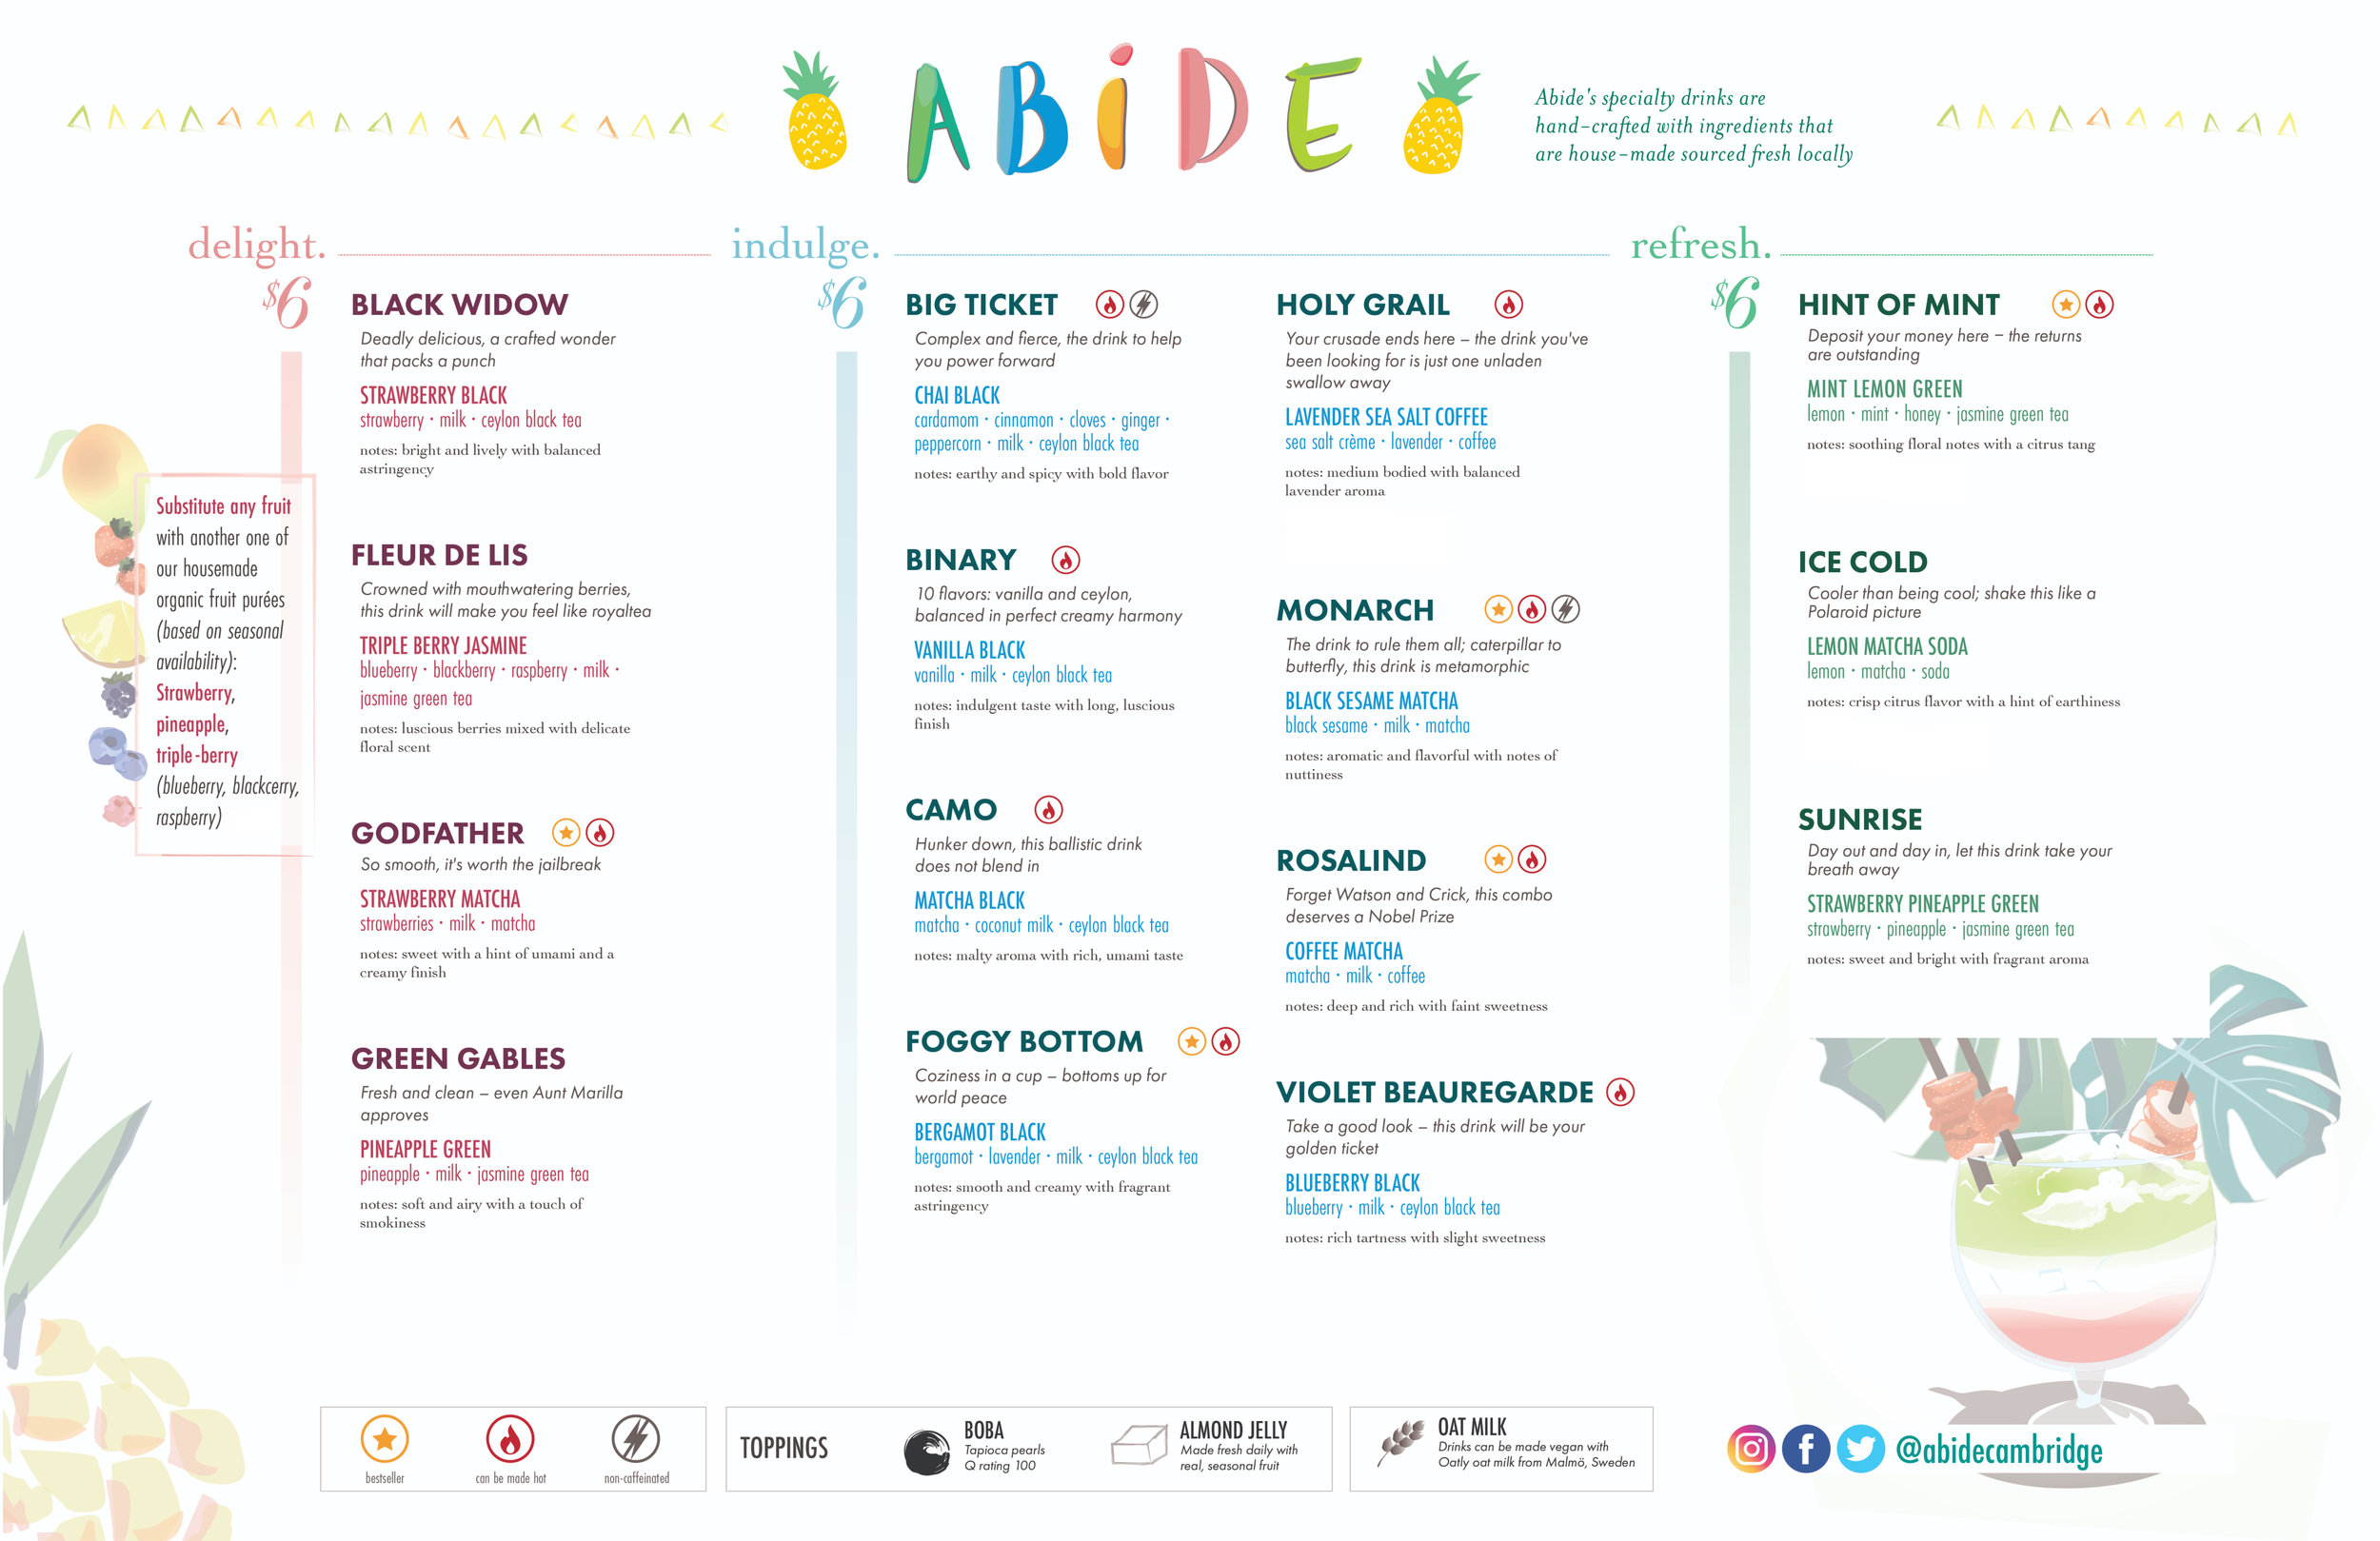 ABiDE
Abide's specialty drinks are
hand-crafted with ingredients that
are house-made sourced fresh locally
delight.
$6
BLACK WIDOW
Deadly delicious, a crafted wonder
that packs a punch
STRAWBERRY BLACK
strawberry · milk · ceylon black tea
notes: bright and lively with balanced
astringency
FLEUR DE LIS
Crowned with mouthwatering berries,
this drink will make you feel like royaltea
TRIPLE BERRY JASMINE
blueberry · blackberry · raspberry · milk ·
jasmine green tea
notes: luscious berries mixed with delicate
floral scent
GODFATHER
So smooth, it's worth the jailbreak
STRAWBERRY MATCHA
strawberries · milk · matcha
notes: sweet with a hint of umami and a
creamy finish
GREEN GABLES
Fresh and clean – even Aunt Marilla
approves
PINEAPPLE GREEN
pineapple · milk · jasmine green tea
notes: soft and airy with a touch of
smokiness
Substitute any fruit
with another one of
our housemade
organic fruit purées
(based on seasonal
availability):
Strawberry,
pineapple,
triple-berry
(blueberry, blackcerry,
raspberry)
indulge.
$6
BIG TICKET
Complex and fierce, the drink to help
you power forward
CHAI BLACK
cardamom · cinnamon · cloves · ginger ·
peppercorn · milk · ceylon black tea
notes: earthy and spicy with bold flavor
BINARY
10 flavors: vanilla and ceylon,
balanced in perfect creamy harmony
VANILLA BLACK
vanilla · milk · ceylon black tea
notes: indulgent taste with long, luscious
finish
CAMO
Hunker down, this ballistic drink
does not blend in
MATCHA BLACK
matcha · coconut milk · ceylon black tea
notes: malty aroma with rich, umami taste
FOGGY BOTTOM
Coziness in a cup – bottoms up for
world peace
BERGAMOT BLACK
bergamot · lavender · milk · ceylon black tea
notes: smooth and creamy with fragrant
astringency
HOLY GRAIL
Your crusade ends here – the drink you've
been looking for is just one unladen
swallow away
LAVENDER SEA SALT COFFEE
sea salt crème · lavender · coffee
notes: medium bodied with balanced
lavender aroma
MONARCH
The drink to rule them all; caterpillar to
butterfly, this drink is metamorphic
BLACK SESAME MATCHA
black sesame · milk · matcha
notes: aromatic and flavorful with notes of
nuttiness
ROSALIND
Forget Watson and Crick, this combo
deserves a Nobel Prize
COFFEE MATCHA
matcha · milk · coffee
notes: deep and rich with faint sweetness
VIOLET BEAUREGARDE
Take a good look – this drink will be your
golden ticket
BLUEBERRY BLACK
blueberry · milk · ceylon black tea
notes: rich tartness with slight sweetness
refresh.
$6
HINT OF MINT
Deposit your money here – the returns
are outstanding
MINT LEMON GREEN
lemon · mint · honey · jasmine green tea
notes: soothing floral notes with a citrus tang
ICE COLD
Cooler than being cool; shake this like a
Polaroid picture
LEMON MATCHA SODA
lemon · matcha · soda
notes: crisp citrus flavor with a hint of earthiness
SUNRISE
Day out and day in, let this drink take your
breath away
STRAWBERRY PINEAPPLE GREEN
strawberry · pineapple · jasmine green tea
notes: sweet and bright with fragrant aroma
bestseller
can be made hot
non-caffeinated
TOPPINGS
BOBA
Tapioca pearls
Q rating 100
ALMOND JELLY
Made fresh daily with
real, seasonal fruit
OAT MILK
Drinks can be made vegan with
Oatly oat milk from Malmö, Sweden
@abidecambridge